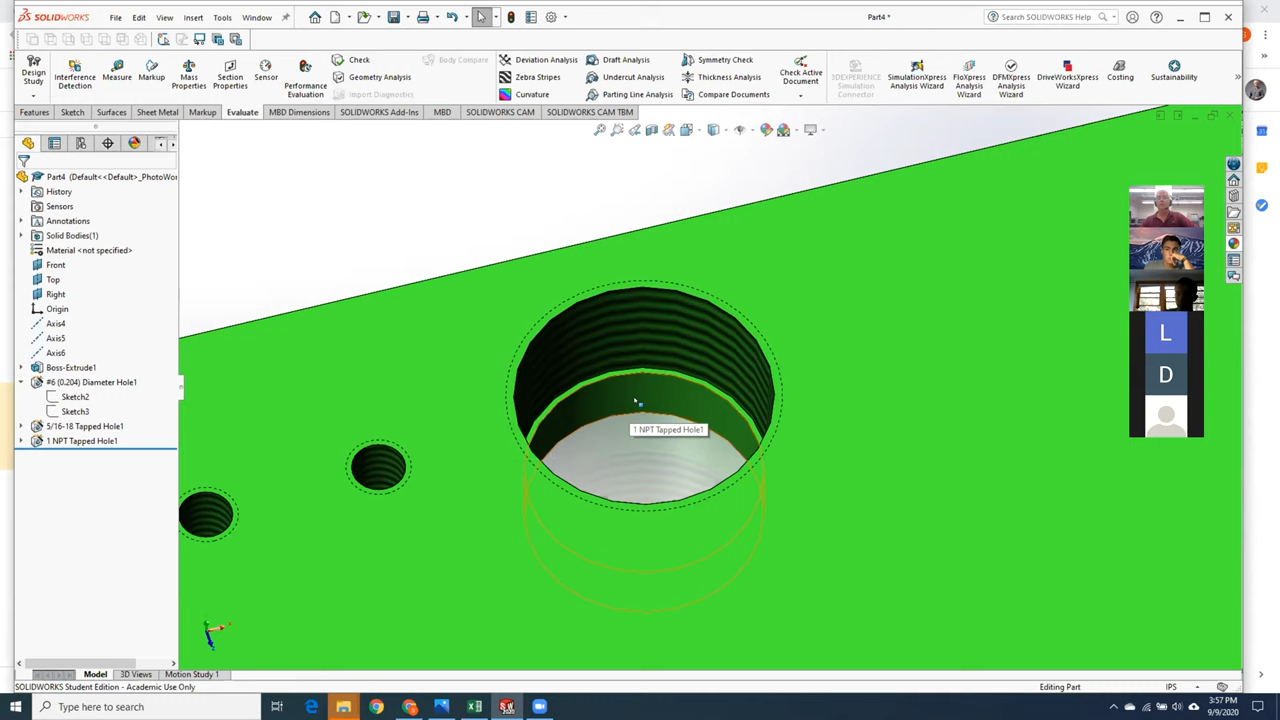 SOLIDWORKS
File
Edit
View
Insert
Tools
Window
Part4 *
Search SOLIDWORKS Help
Design Study
Interference Detection
Measure
Markup
Mass Properties
Section Properties
Sensor
Performance Evaluation
Check
Geometry Analysis
Import Diagnostics
Body Compare
Deviation Analysis
Zebra Stripes
Curvature
Draft Analysis
Undercut Analysis
Parting Line Analysis
Symmetry Check
Thickness Analysis
Compare Documents
Check Active Document
3DEXPERIENCE Simulation Connector
SimulationXpress Analysis Wizard
FloXpress Analysis Wizard
DFMXpress Analysis Wizard
DriveWorksXpress Wizard
Costing
Sustainability
Features
Sketch
Surfaces
Sheet Metal
Markup
Evaluate
MBD Dimensions
SOLIDWORKS Add-Ins
MBD
SOLIDWORKS CAM
SOLIDWORKS CAM TBM
Part4 (Default<<Default>_PhotoWor
History
Sensors
Annotations
Solid Bodies(1)
Material <not specified>
Front
Top
Right
Origin
Axis4
Axis5
Axis6
Boss-Extrude1
#6 (0.204) Diameter Hole1
Sketch2
Sketch3
5/16-18 Tapped Hole1
1 NPT Tapped Hole1
1 NPT Tapped Hole1
L
D
Model
3D Views
Motion Study 1
SOLIDWORKS Student Edition - Academic Use Only
Editing Part
IPS
Type here to search
3:57 PM
9/9/2020